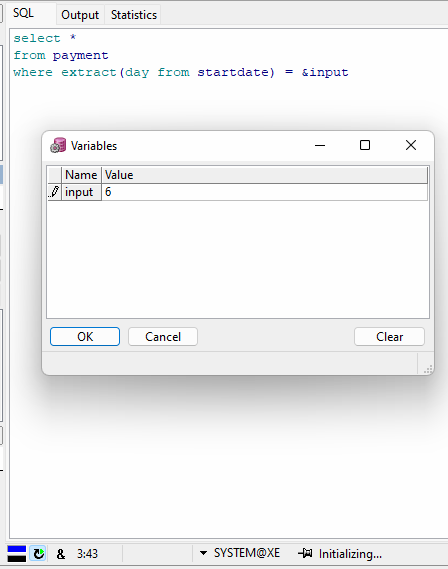 SQL Output Statistics
select *
from payment
where extract(day from startdate) = &input
Variables
Name Value
input 6
OK Cancel Clear
& 3:43 SYSTEM@XE Initializing...